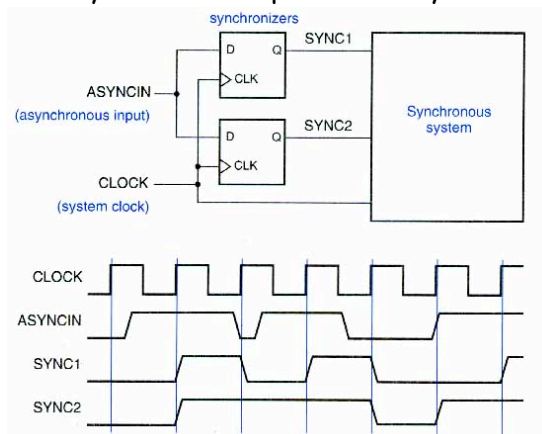 synchronizers
D Q SYNC1
CLK
ASYNCIN
(asynchronous input)
Synchronous
system
D Q SYNC2
CLK
CLOCK
(system clock)
CLOCK
ASYNCIN
SYNC1
SYNC2